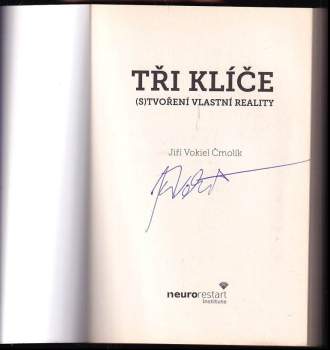 TŘI KLÍČE
(S)TVOŘENÍ VLASTNÍ REALITY
Jiří Vokiel Čmolík
neurorestart
institute